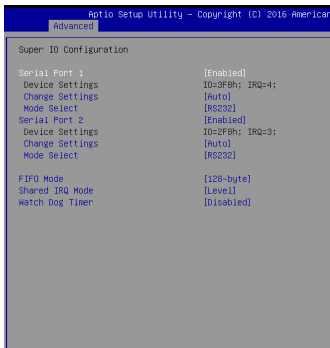 Aptio Setup Utility – Copyright (C) 2016 American
Advanced
Super IO Configuration
Serial Port 1 [Enabled]
Device Settings IO=3F8h; IRQ=4;
Change Settings [Auto]
Mode Select [RS232]
Serial Port 2 [Enabled]
Device Settings IO=2F8h; IRQ=3;
Change Settings [Auto]
Mode Select [RS232]
FIFO Mode [128-byte]
Shared IRQ Mode [Level]
Watch Dog Timer [Disabled]